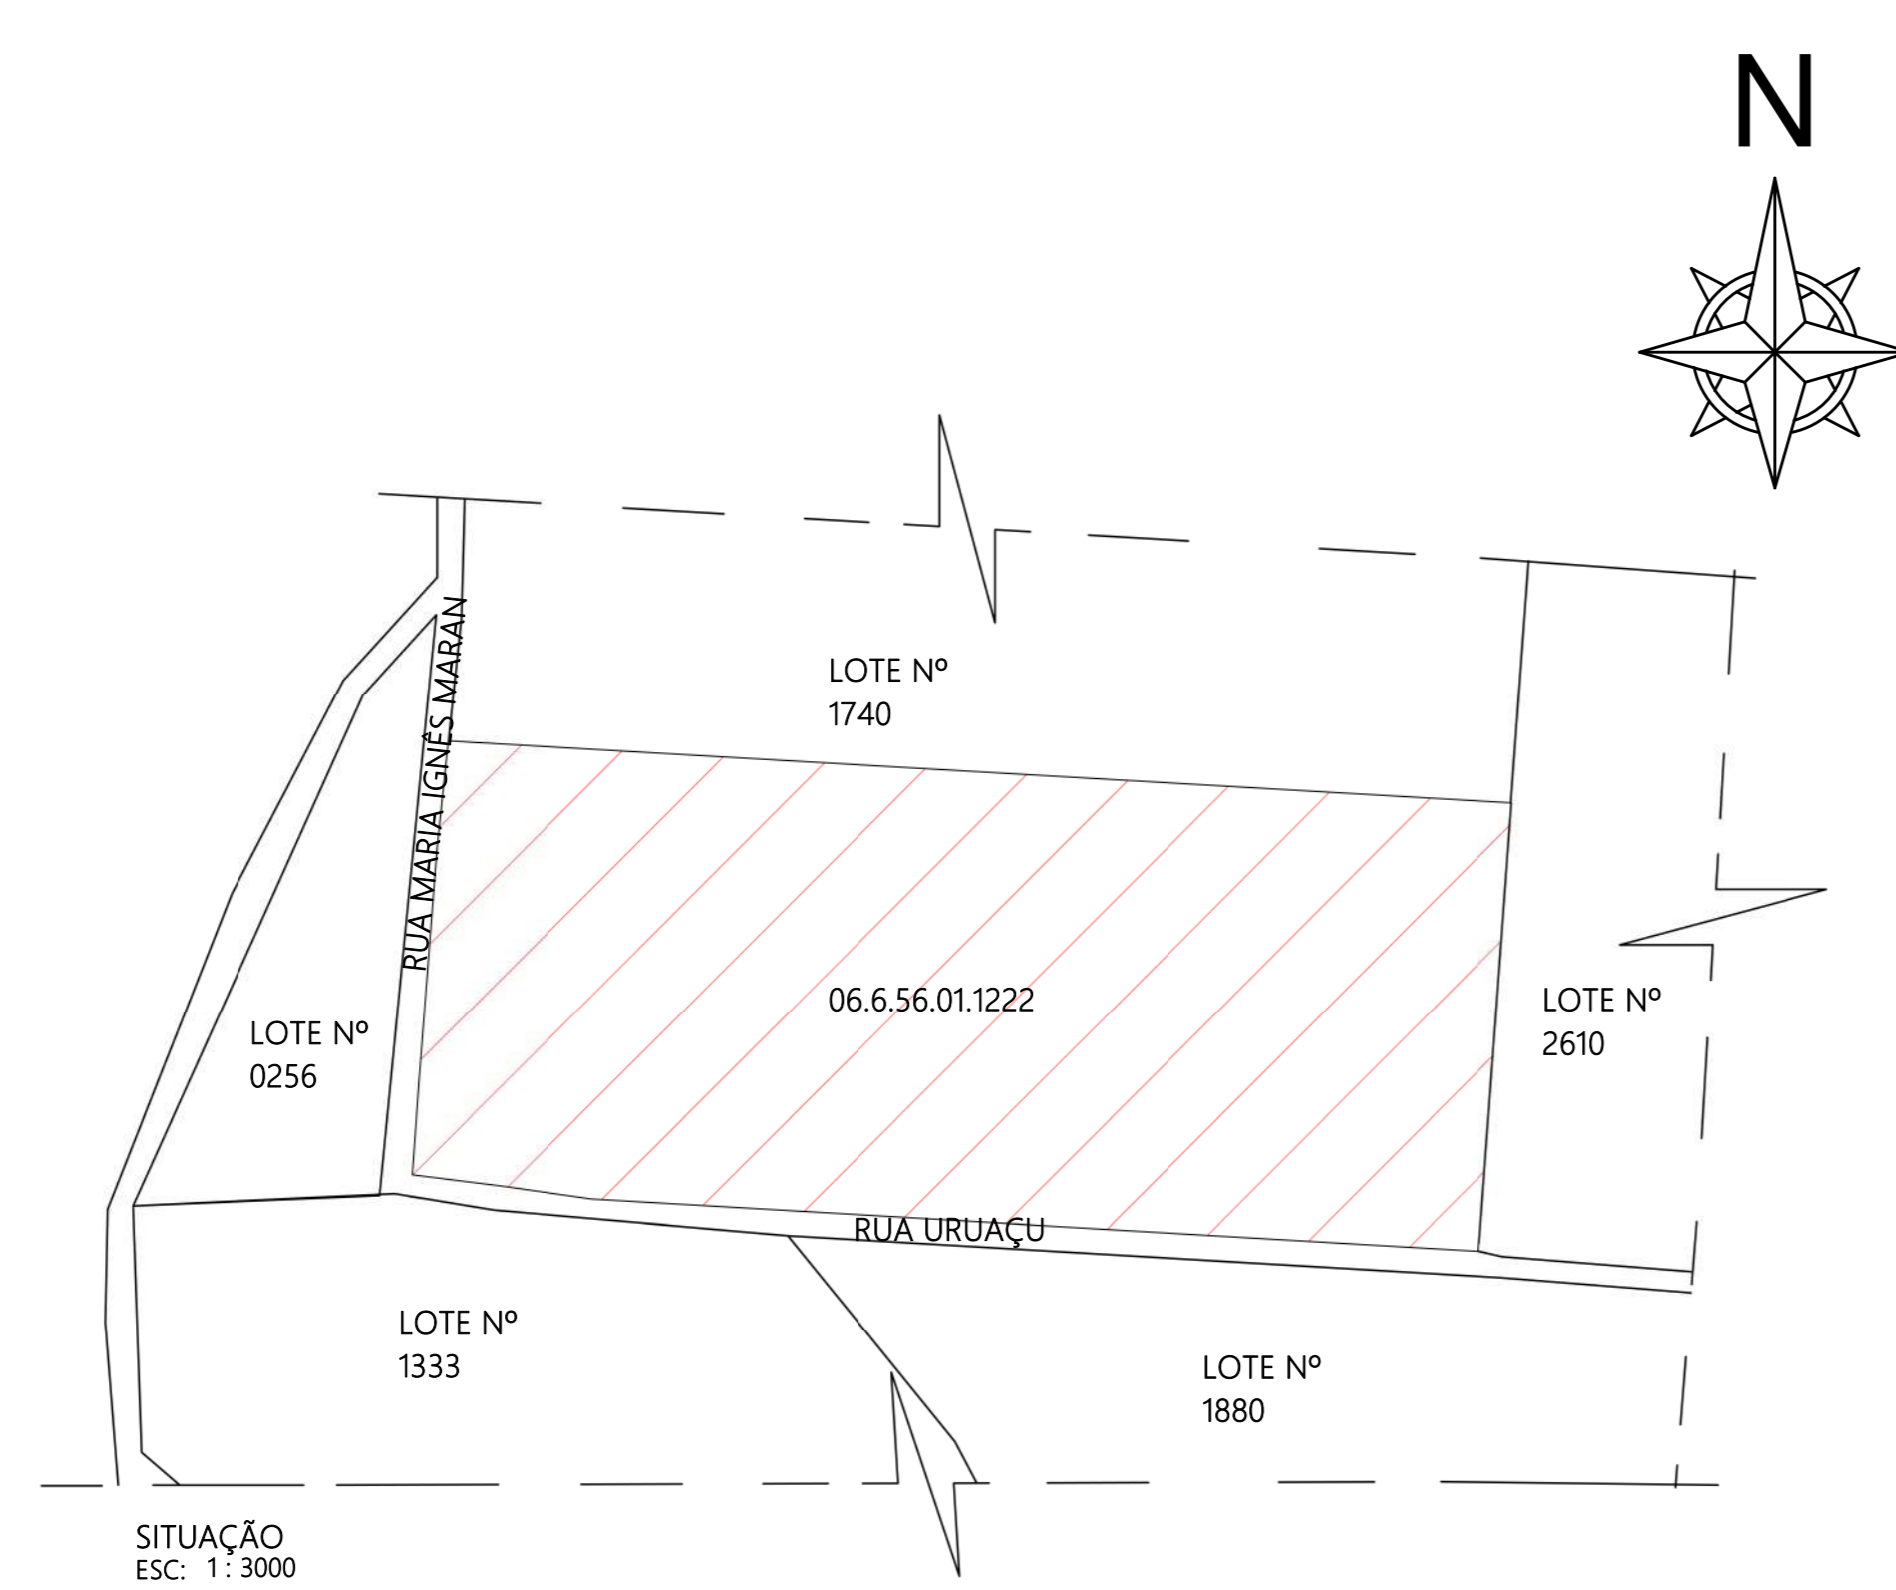 N
LOTE Nº
1740
RUA MARIA IGNÊS MARAN
06.6.56.01.1222
LOTE Nº
2610
LOTE Nº
0256
RUA URUAÇU
LOTE Nº
1333
LOTE Nº
1880
SITUAÇÃO
ESC: 1 : 3000